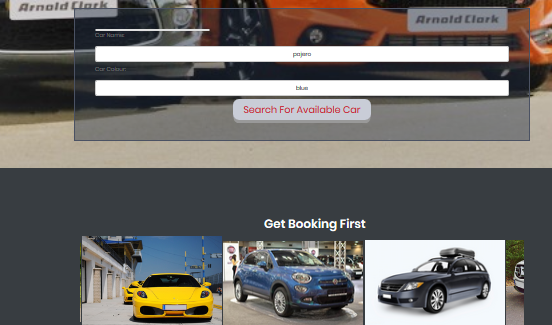 Arnold Clark
Arnold Clark
Car Name
pajero
Car Colour
blue
Search For Available Car
Get Booking First